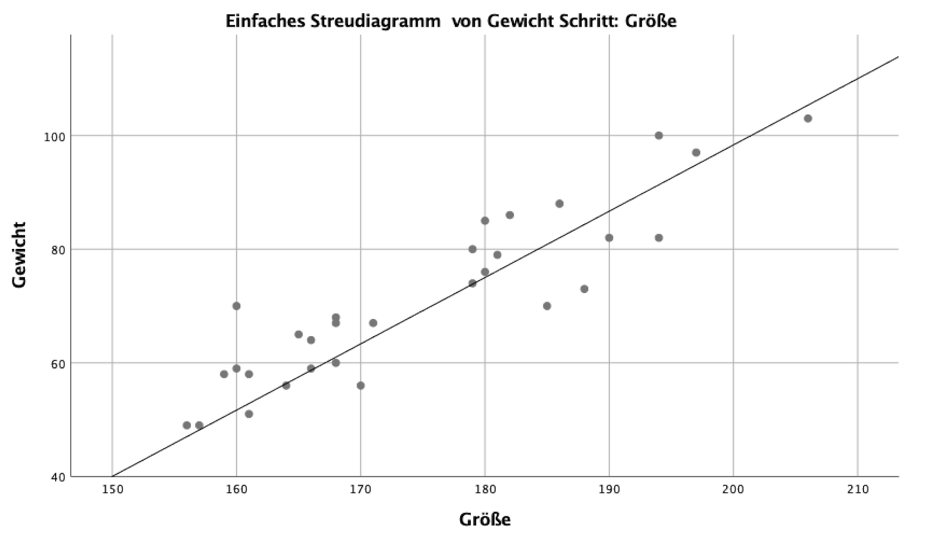 Einfaches Streudiagramm von Gewicht Schritt: Größe
Gewicht
100
80
60
40
150 160 170 180 190 200 210
Größe